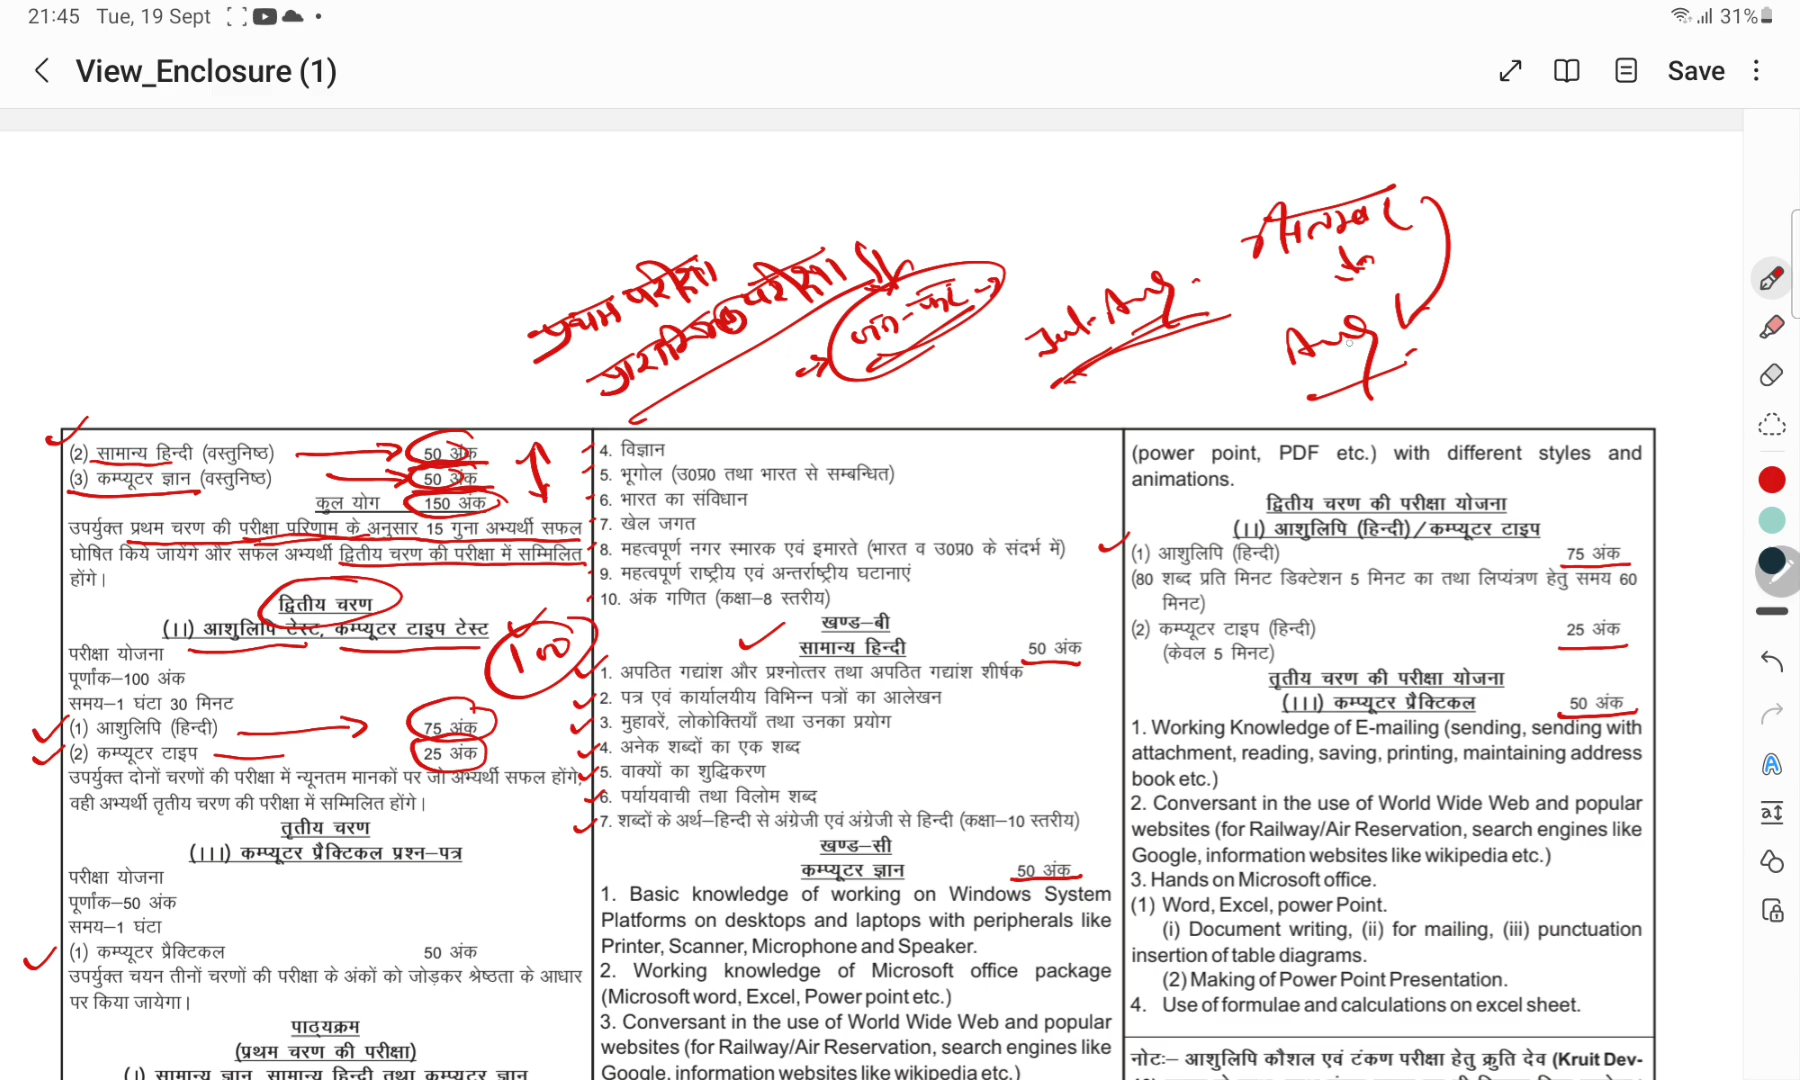 21:45 Tue, 19 Sept 31%
View_Enclosure (1)
Save
प्रथम परीक्षा
परीक्षा
Jul-Aug.
Aug
(2) सामान्य हिन्दी (वस्तुनिष्ठ) 50 अंक
(3) कम्प्यूटर ज्ञान (वस्तुनिष्ठ) 50 अंक
कुल योग 150 अंक
उपर्युक्त प्रथम चरण की परीक्षा परिणाम के अनुसार 15 गुना अभ्यर्थी सफल
घोषित किये जायेंगे और सफल अभ्यर्थी द्वितीय चरण की परीक्षा में सम्मिलित
होंगे।
द्वितीय चरण
(II) आशुलिपि टेस्ट, कम्प्यूटर टाइप टेस्ट
100
परीक्षा योजना
पूर्णांक–100 अंक
समय–1 घंटा 30 मिनट
(1) आशुलिपि (हिन्दी) 75 अंक
(2) कम्प्यूटर टाइप 25 अंक
उपर्युक्त दोनों चरणों की परीक्षा में न्यूनतम मानकों पर जो अभ्यर्थी सफल होंगे,
वही अभ्यर्थी तृतीय चरण की परीक्षा में सम्मिलित होंगे।
तृतीय चरण
(III) कम्प्यूटर प्रैक्टिकल प्रश्न–पत्र
परीक्षा योजना
पूर्णांक–50 अंक
समय–1 घंटा
(1) कम्प्यूटर प्रैक्टिकल 50 अंक
उपर्युक्त चयन तीनों चरणों की परीक्षा के अंकों को जोड़कर श्रेष्ठता के आधार
पर किया जायेगा।
पाठ्यक्रम
(प्रथम चरण की परीक्षा)
(I) सामान्य ज्ञान, सामान्य हिन्दी तथा कम्प्यूटर ज्ञान
4. विज्ञान
5. भूगोल (उ0प्र0 तथा भारत से सम्बन्धित)
6. भारत का संविधान
7. खेल जगत
8. महत्वपूर्ण नगर स्मारक एवं इमारते (भारत व उ0प्र0 के संदर्भ में)
9. महत्वपूर्ण राष्ट्रीय एवं अन्तर्राष्ट्रीय घटानाएं
10. अंक गणित (कक्षा–8 स्तरीय)
खण्ड–बी
सामान्य हिन्दी 50 अंक
1. अपठित गद्यांश और प्रश्नोत्तर तथा अपठित गद्यांश शीर्षक
2. पत्र एवं कार्यालयीय विभिन्न पत्रों का आलेखन
3. मुहावरें, लोकोक्तियाँ तथा उनका प्रयोग
4. अनेक शब्दों का एक शब्द
5. वाक्यों का शुद्धिकरण
6. पर्यायवाची तथा विलोम शब्द
7. शब्दों के अर्थ–हिन्दी से अंग्रेजी एवं अंग्रेजी से हिन्दी (कक्षा–10 स्तरीय)
खण्ड–सी
कम्प्यूटर ज्ञान 50 अंक
1. Basic knowledge of working on Windows System
Platforms on desktops and laptops with peripherals like
Printer, Scanner, Microphone and Speaker.
2. Working knowledge of Microsoft office package
(Microsoft word, Excel, Power point etc.)
3. Conversant in the use of World Wide Web and popular
websites (for Railway/Air Reservation, search engines like
Google, information websites like wikipedia etc.)
(power point, PDF etc.) with different styles and
animations.
द्वितीय चरण की परीक्षा योजना
(II) आशुलिपि (हिन्दी)/कम्प्यूटर टाइप
(1) आशुलिपि (हिन्दी) 75 अंक
(80 शब्द प्रति मिनट डिक्टेशन 5 मिनट का तथा लिप्यंत्रण हेतु समय 60
मिनट)
(2) कम्प्यूटर टाइप (हिन्दी) 25 अंक
(केवल 5 मिनट)
तृतीय चरण की परीक्षा योजना
(III) कम्प्यूटर प्रैक्टिकल 50 अंक
1. Working Knowledge of E-mailing (sending, sending with
attachment, reading, saving, printing, maintaining address
book etc.)
2. Conversant in the use of World Wide Web and popular
websites (for Railway/Air Reservation, search engines like
Google, information websites like wikipedia etc.)
3. Hands on Microsoft office.
(1) Word, Excel, power Point.
(i) Document writing, (ii) for mailing, (iii) punctuation
insertion of table diagrams.
(2) Making of Power Point Presentation.
4. Use of formulae and calculations on excel sheet.
नोटः– आशुलिपि कौशल एवं टंकण परीक्षा हेतु क्रुति देव (Kruit Dev-